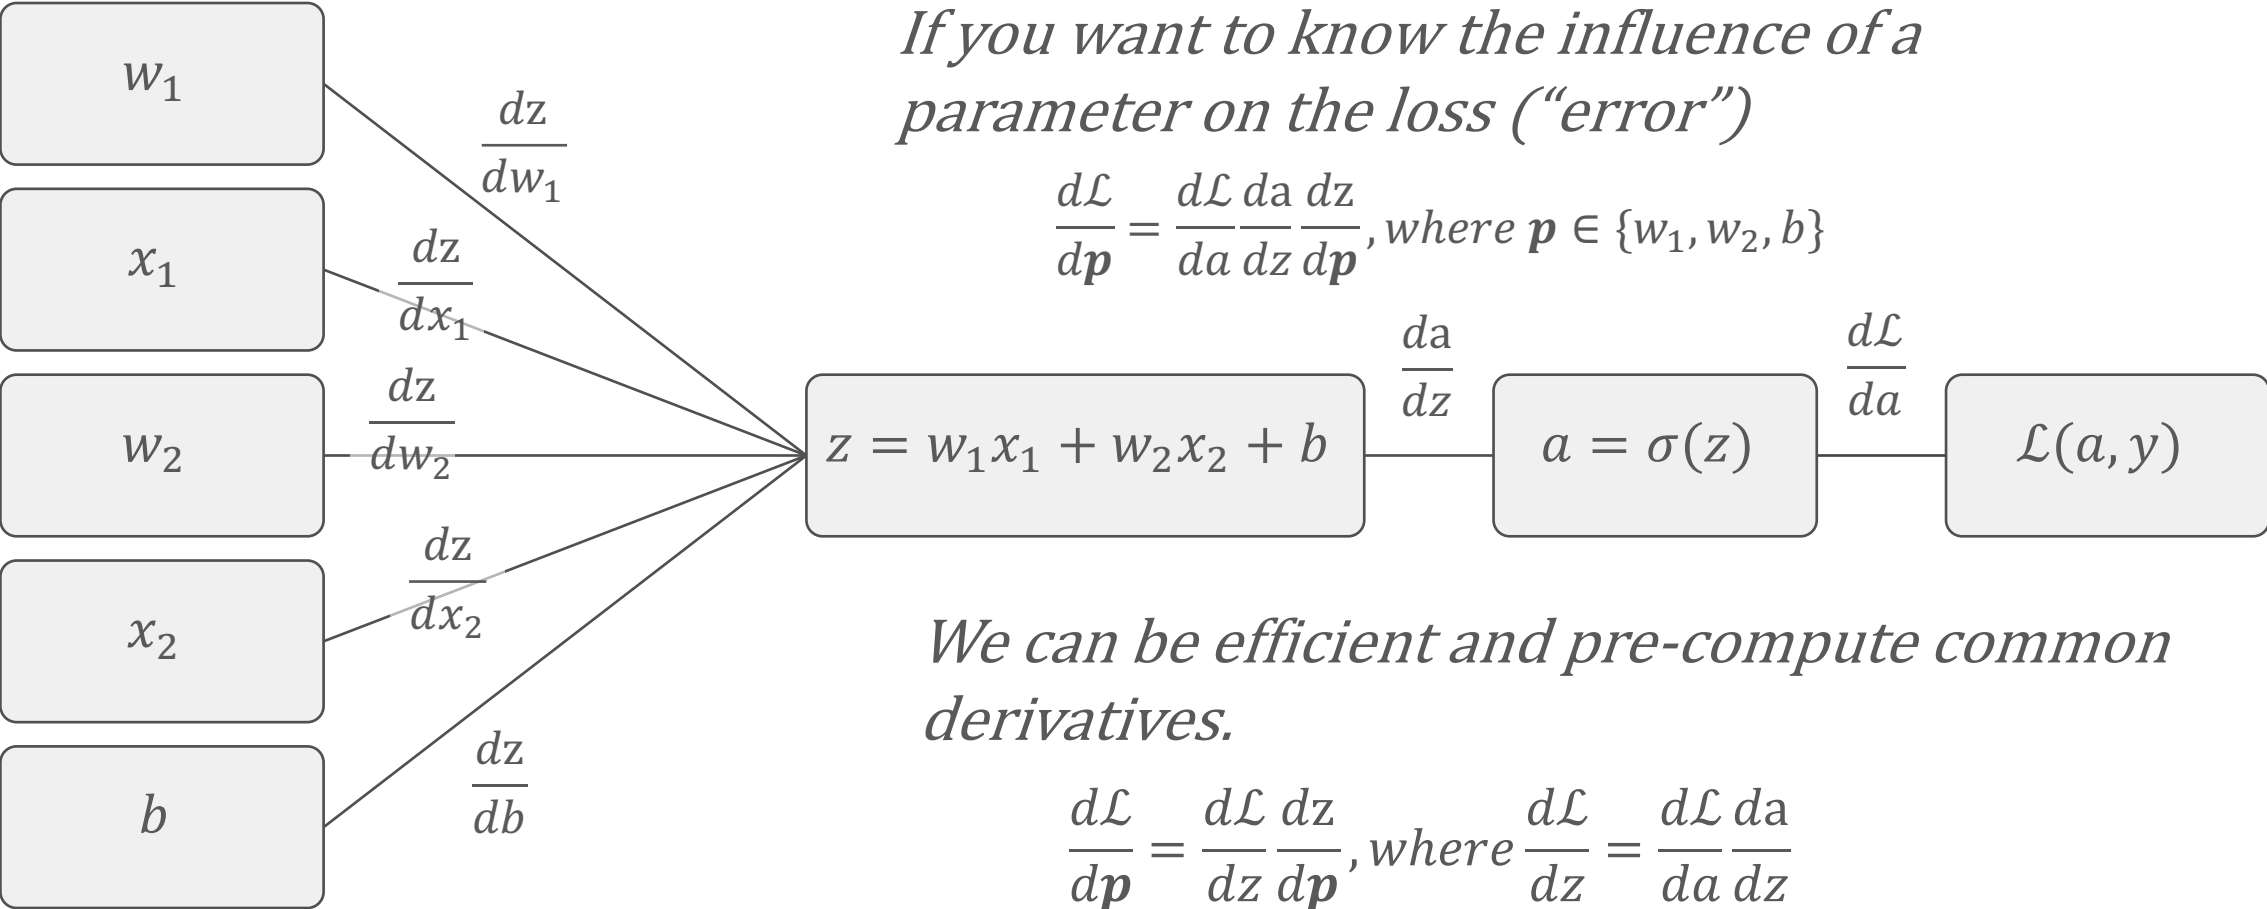 w₁
dz/dw₁
x₁
dz/dx₁
w₂
dz/dw₂
x₂
dz/dx₂
b
dz/db
If you want to know the influence of a
parameter on the loss (“error”)
dℒ/d𝒑 = dℒ/da da/dz dz/d𝒑, where 𝒑 ∈ {w₁, w₂, b}
z = w₁x₁ + w₂x₂ + b
da/dz
a = σ(z)
dℒ/da
ℒ(a, y)
We can be efficient and pre-compute common
derivatives.
dℒ/d𝒑 = dℒ/dz dz/d𝒑, where dℒ/dz = dℒ/da da/dz